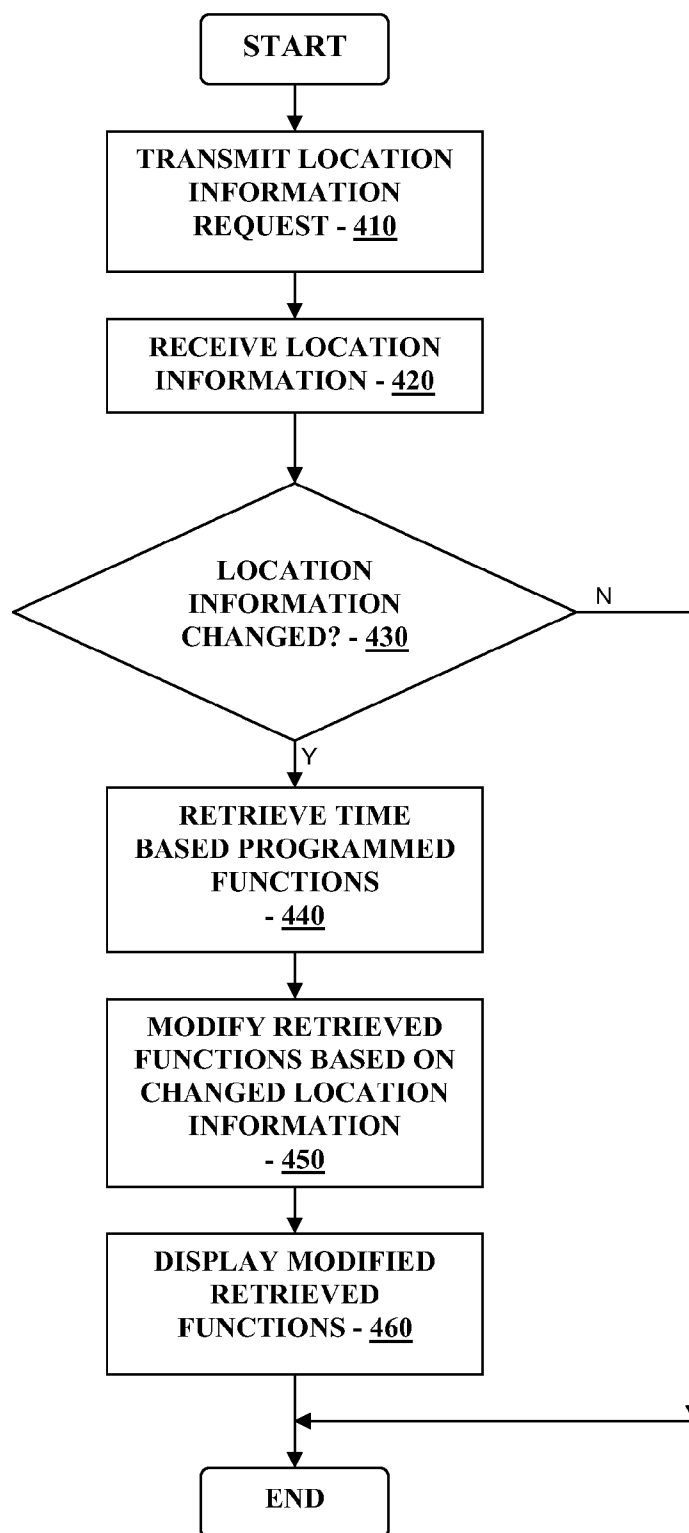 START
TRANSMIT LOCATION
INFORMATION
REQUEST - 410
RECEIVE LOCATION
INFORMATION - 420
LOCATION
INFORMATION
CHANGED? - 430
N
Y
RETRIEVE TIME
BASED PROGRAMMED
FUNCTIONS
- 440
MODIFY RETRIEVED
FUNCTIONS BASED ON
CHANGED LOCATION
INFORMATION
- 450
DISPLAY MODIFIED
RETRIEVED
FUNCTIONS - 460
END